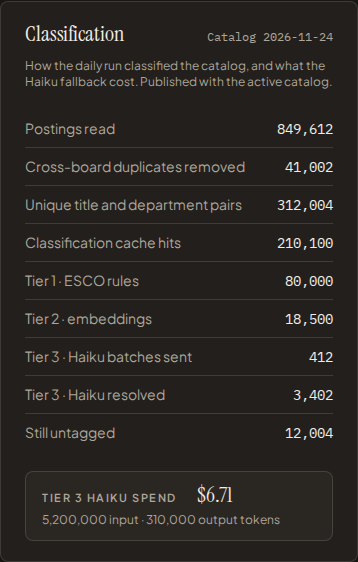 Classification
Catalog 2026-11-24
How the daily run classified the catalog, and what the
Haiku fallback cost. Published with the active catalog.
Postings read 849,612
Cross-board duplicates removed 41,002
Unique title and department pairs 312,004
Classification cache hits 210,100
Tier 1 · ESCO rules 80,000
Tier 2 · embeddings 18,500
Tier 3 · Haiku batches sent 412
Tier 3 · Haiku resolved 3,402
Still untagged 12,004
TIER 3 HAIKU SPEND $6.71
5,200,000 input · 310,000 output tokens